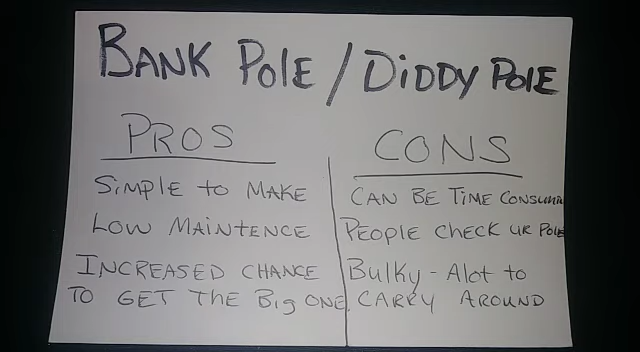 BANK POLE / DIDDY POLE
PROS
SIMPLE to MAKE
LOW MAINTENCE
INCREASED CHANCE
TO GET THE Big ONE.
CONS
CAN BE TIME
PEOPLE CHECK UR POLE
Bulky - Alot to
CARRY AROUND